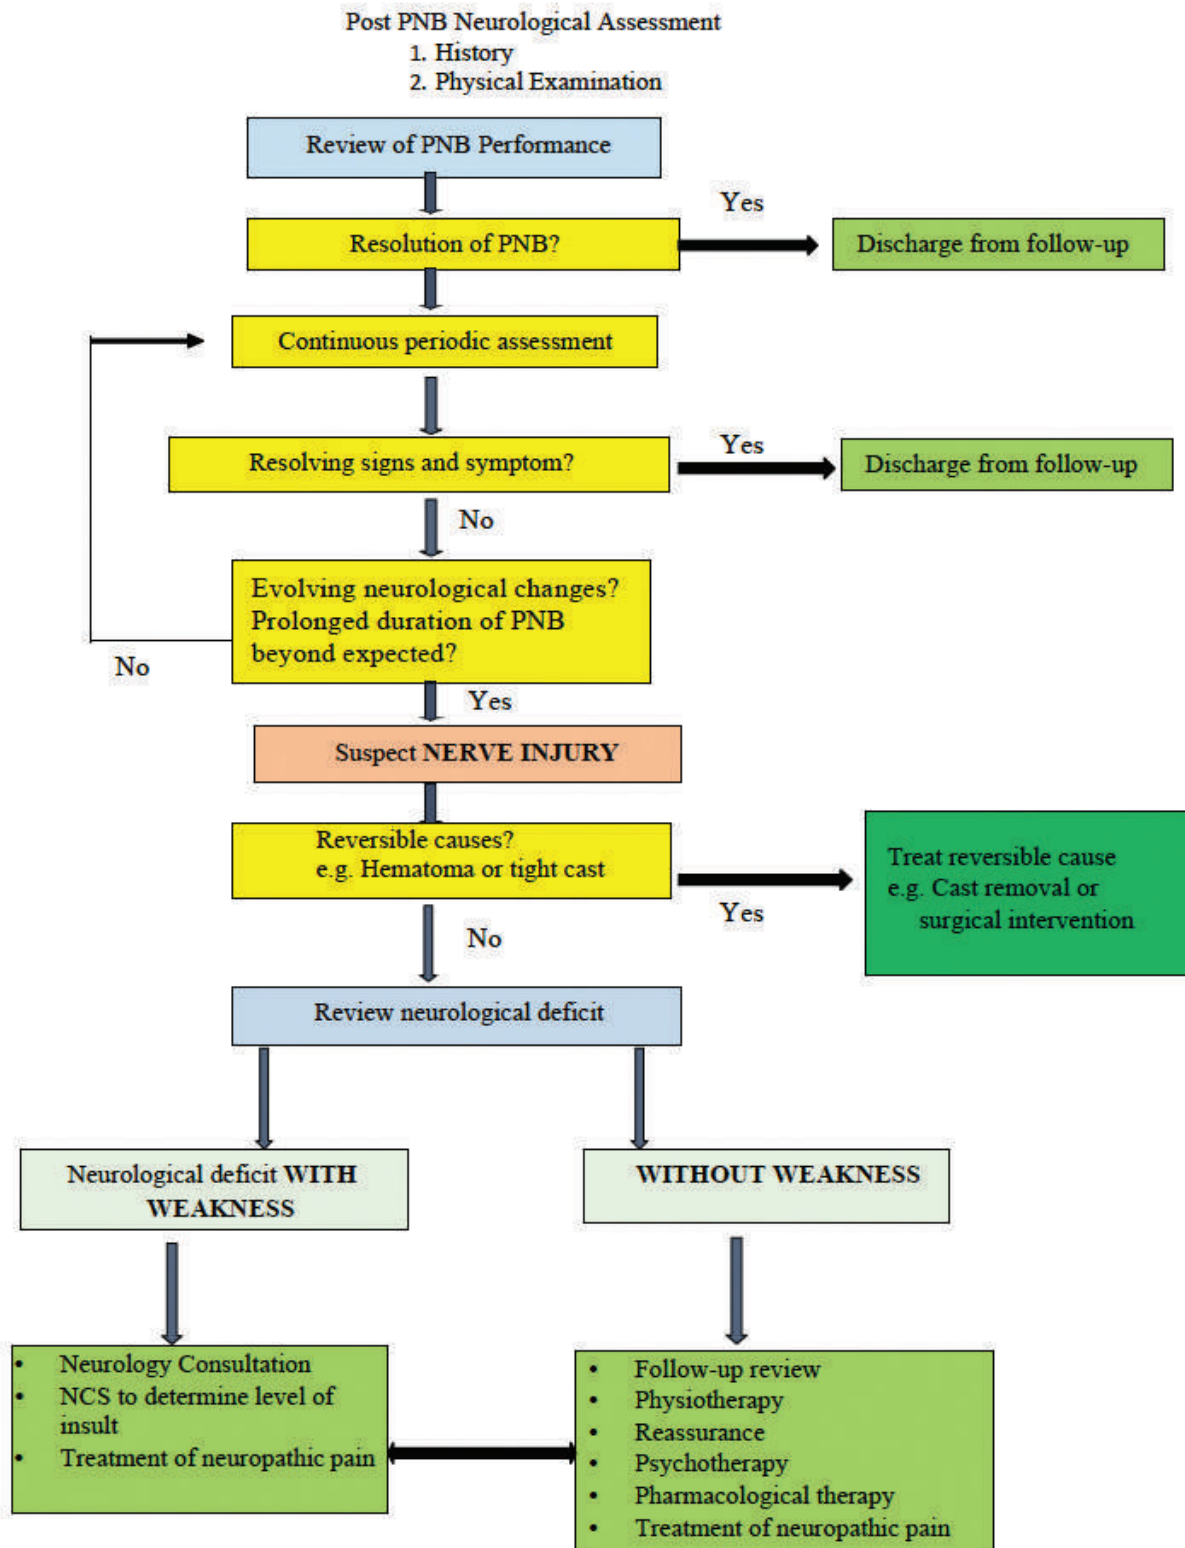 Post PNB Neurological Assessment
1. History
2. Physical Examination
Review of PNB Performance
Yes
Resolution of PNB?
Discharge from follow-up
Continuous periodic assessment
Yes
Resolving signs and symptom?
Discharge from follow-up
No
Evolving neurological changes?
Prolonged duration of PNB
beyond expected?
No
Yes
Suspect NERVE INJURY
Reversible causes?
e.g. Hematoma or tight cast
Treat reversible cause
e.g. Cast removal or
surgical intervention
Yes
No
Review neurological deficit
Neurological deficit WITH
WEAKNESS
WITHOUT WEAKNESS
• Neurology Consultation
• NCS to determine level of
insult
• Treatment of neuropathic pain
• Follow-up review
• Physiotherapy
• Reassurance
• Psychotherapy
• Pharmacological therapy
• Treatment of neuropathic pain